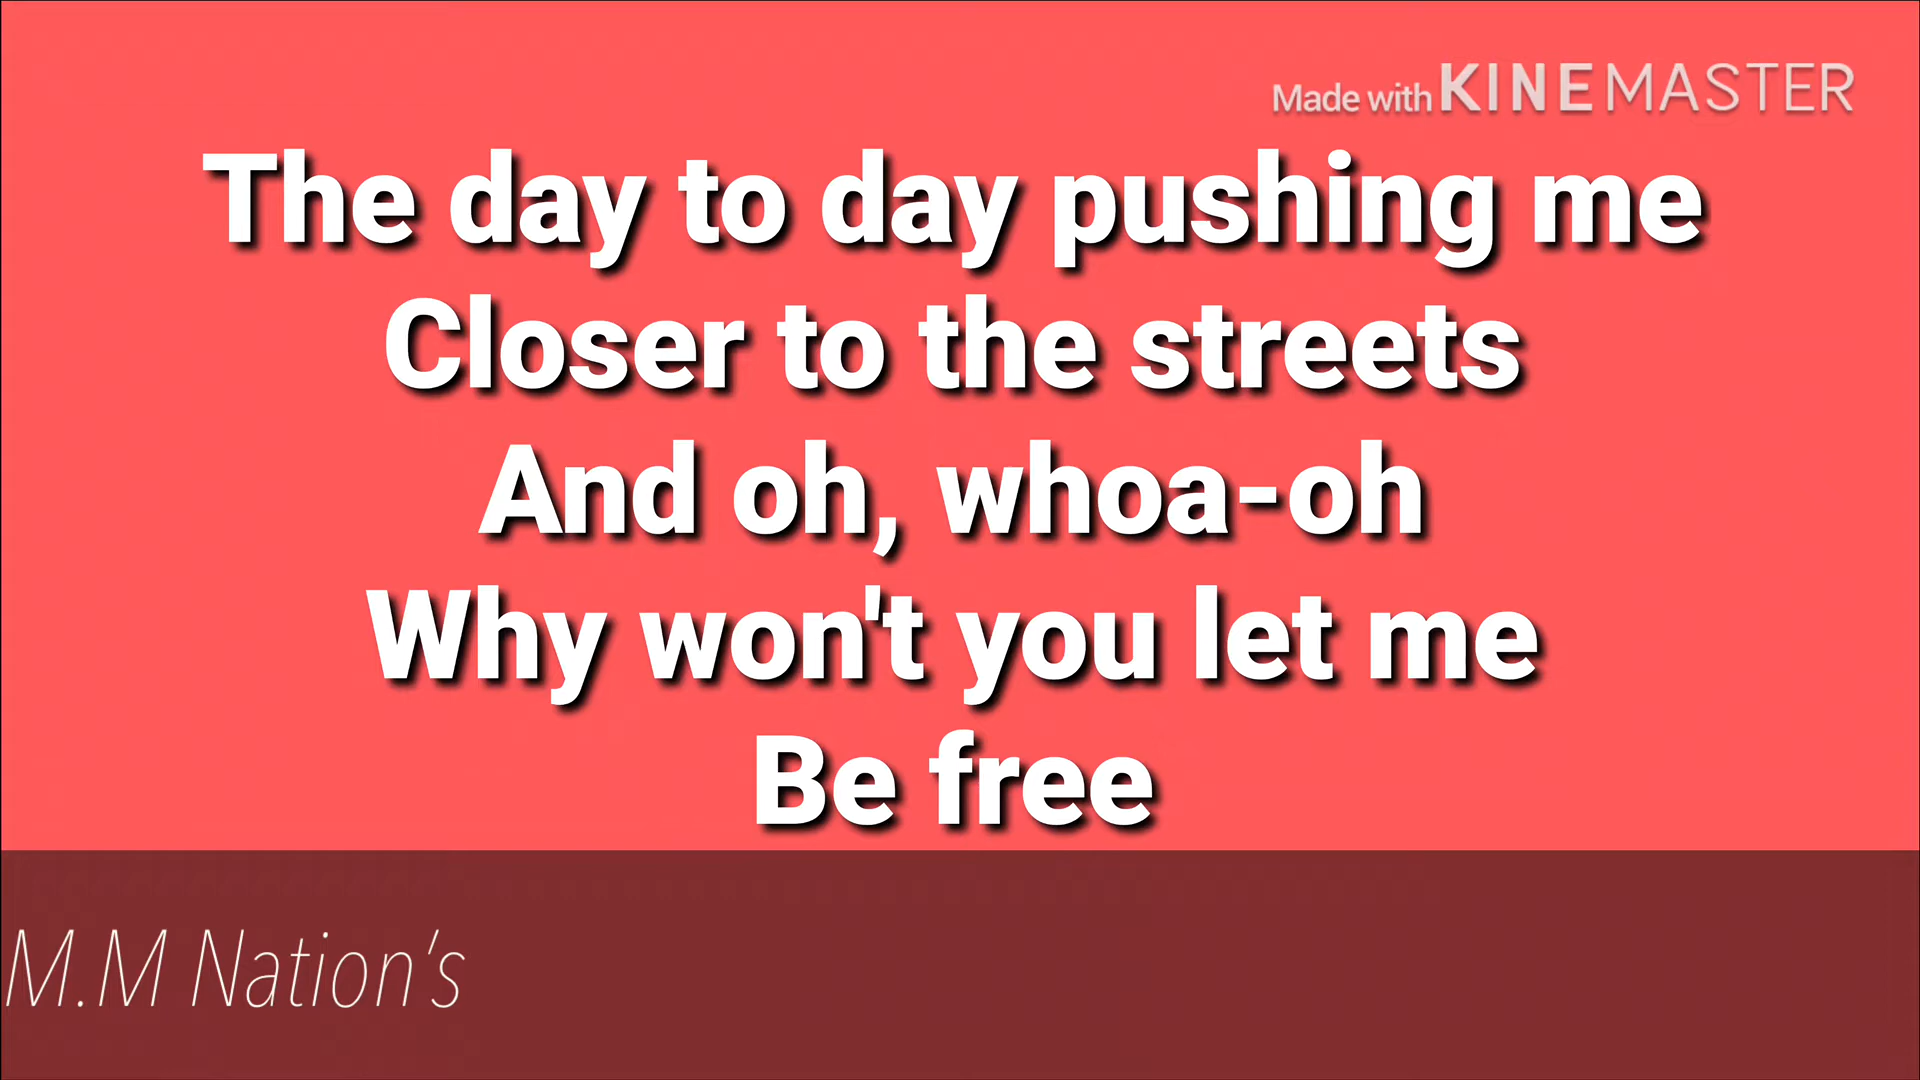 Made with KINEMASTER
The day to day pushing me
Closer to the streets
And oh, whoa-oh
Why won't you let me
Be free
M.M Nation's